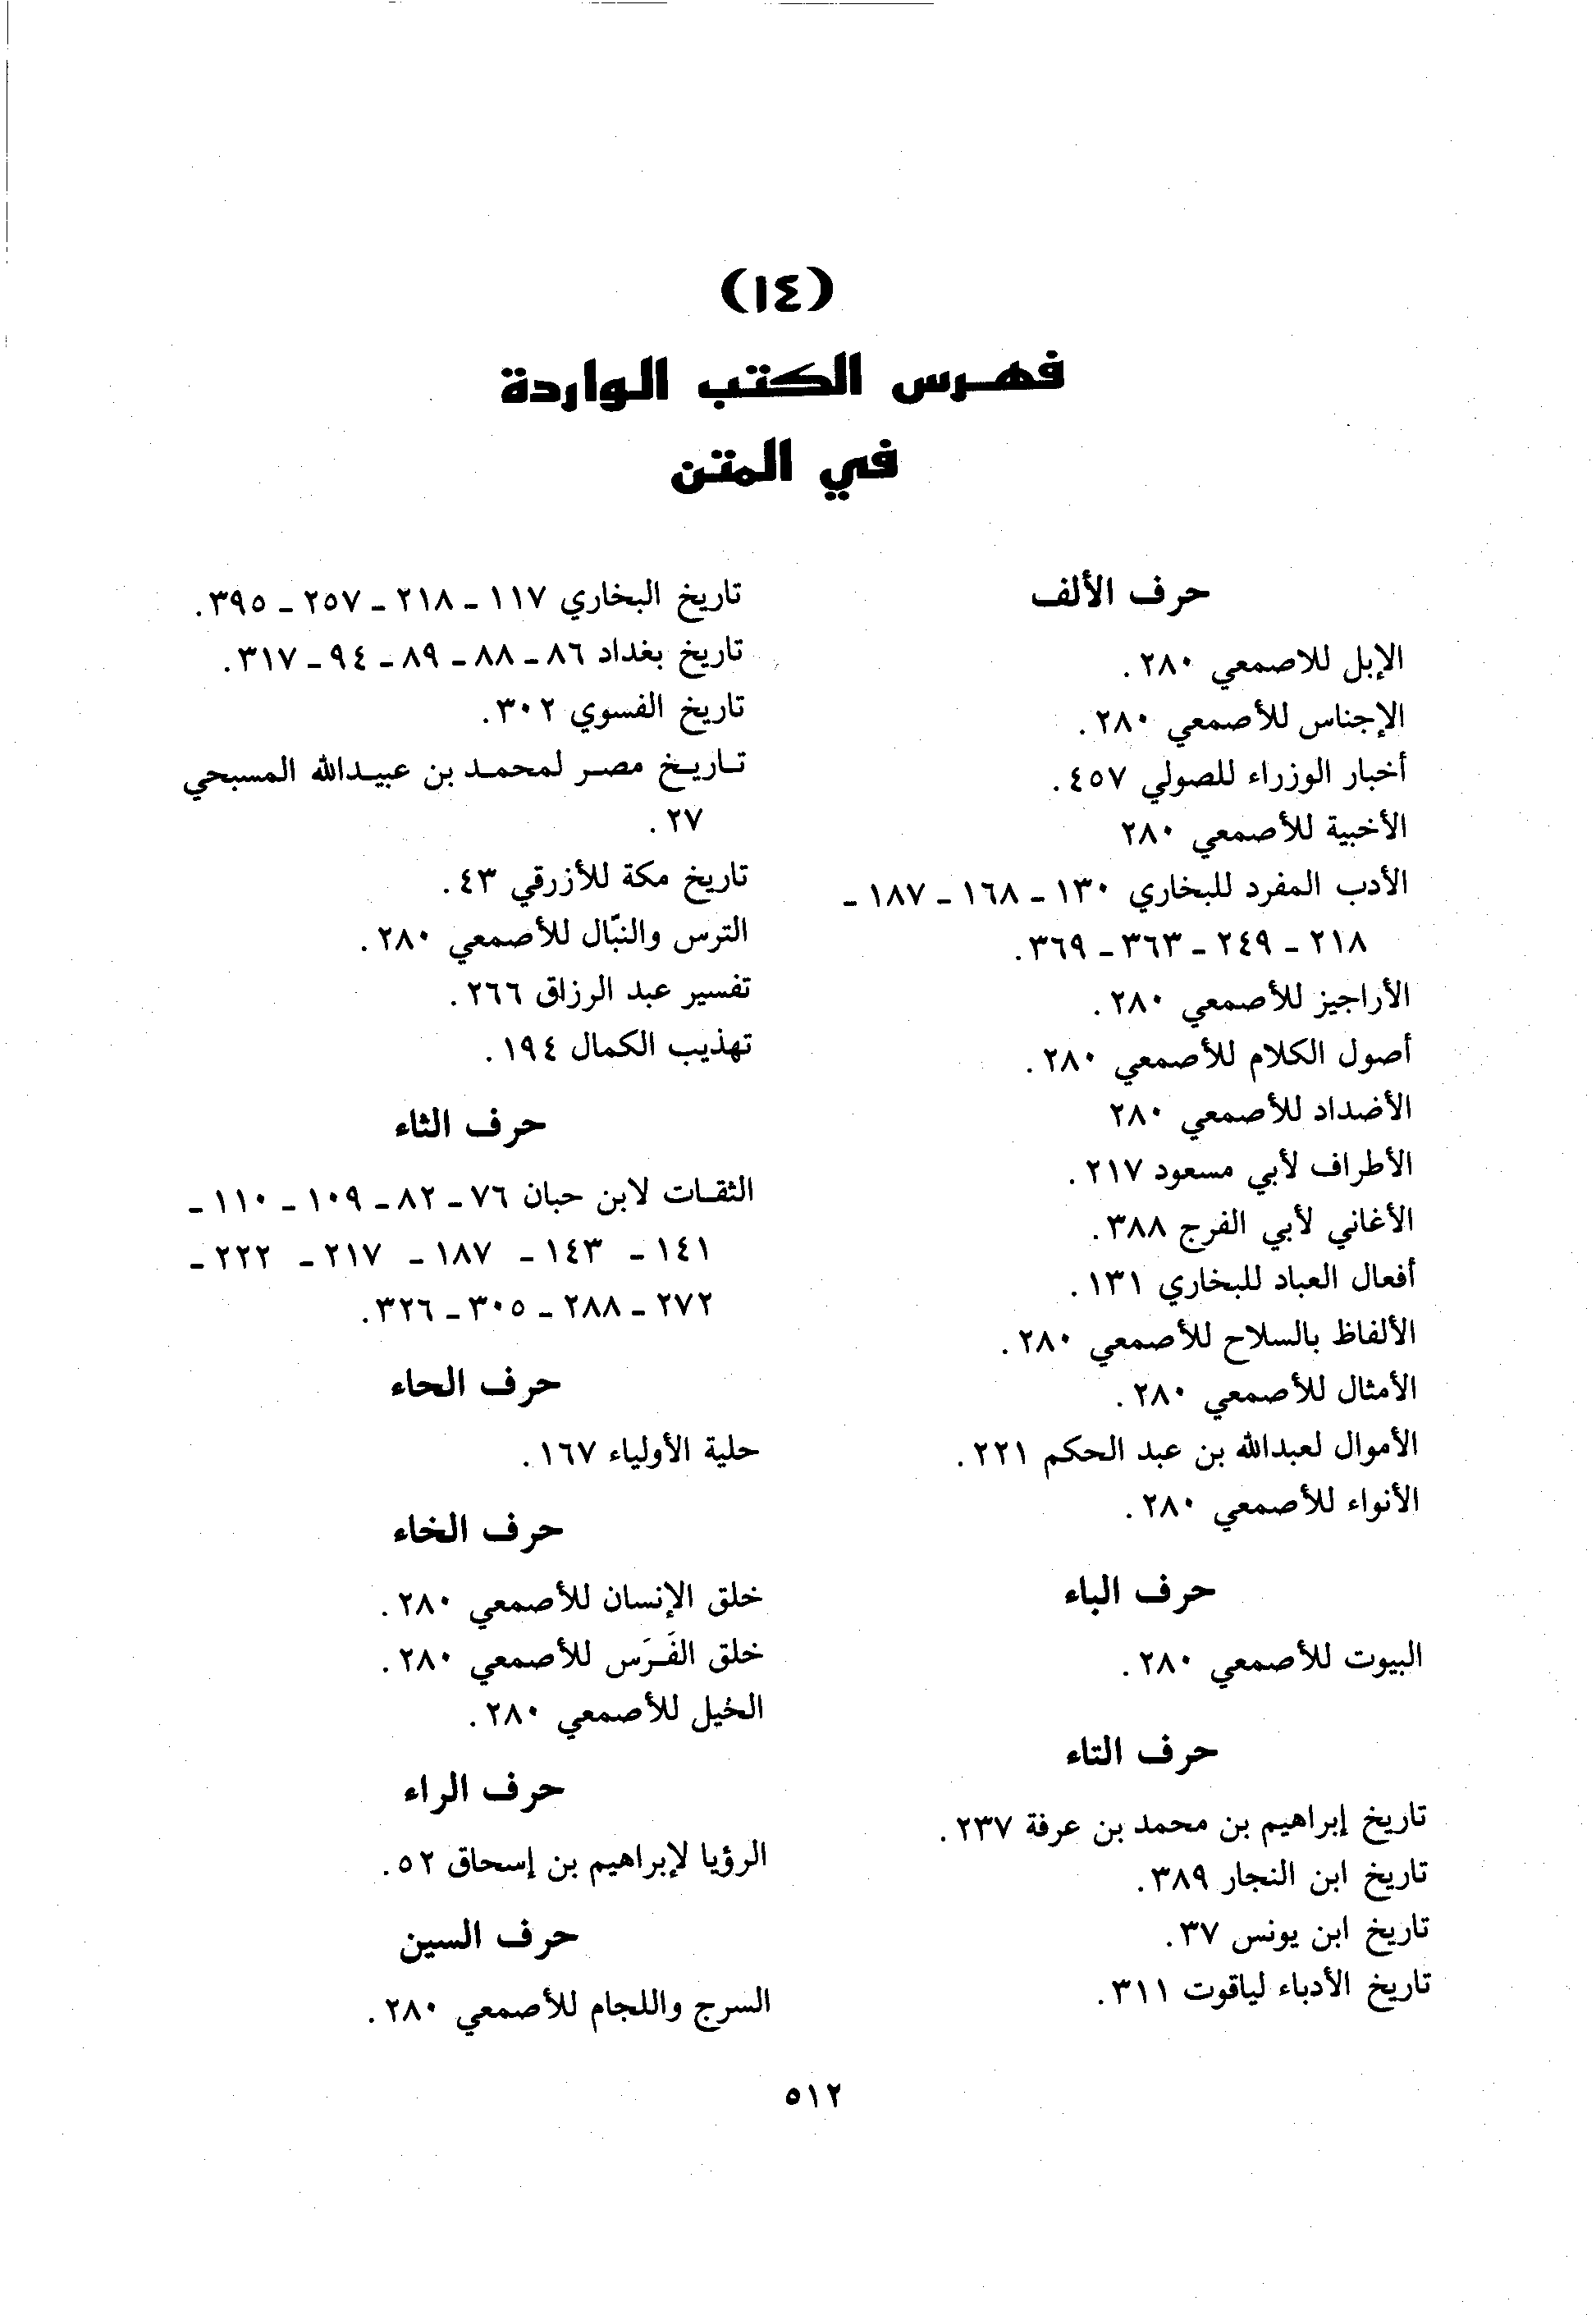 (١٤)
فهرس الكتب الواردة
في المتن
حرف الألف
الإبل للاصمعي ٢٨٠.
الإجناس للأصمعي ٢٨٠.
أخبار الوزراء للصولي ٤٥٧.
الأخبية للأصمعي ٢٨٠
الأدب المفرد للبخاري ١٣٠ ـ ١٦٨ ـ ١٨٧ ـ
٢١٨ ـ ٢٤٩ ـ ٣٦٣ ـ ٣٦٩.
الأراجيز للأصمعي ٢٨٠.
أصول الكلام للأصمعي ٢٨٠.
الأضداد للأصمعي ٢٨٠
الأطراف لأبي مسعود ٢١٧.
الأغاني لأبي الفرج ٣٨٨.
أفعال العباد للبخاري ١٣١.
الألفاظ بالسلاح للأصمعي ٢٨٠.
الأمثال للأصمعي ٢٨٠.
الأموال لعبدالله بن عبد الحكم ٢٢١.
الأنواء للأصمعي ٢٨٠.
حرف الباء
البيوت للأصمعي ٢٨٠.
حرف التاء
تاريخ إبراهيم بن محمد بن عرفة ٢٣٧.
تاريخ ابن النجار ٣٨٩.
تاريخ ابن يونس ٣٧.
تاريخ الأدباء لياقوت ٣١١.
تاريخ البخاري ١١٧ ـ ٢١٨ ـ ٢٥٧ ـ ٣٩٥.
تاريخ بغداد ٨٦ ـ ٨٨ ـ ٨٩ ـ ٩٤ ـ ٣١٧.
تاريخ الفسوي ٣٠٢.
تـاريـخ مصـر لمحمـد بن عبيـدالله المسبحي
٢٧.
تاريخ مكة للأزرقي ٤٣.
الترس والنبّال للأصمعي ٢٨٠.
تفسير عبد الرزاق ٢٦٦.
تهذيب الكمال ١٩٤.
حرف الثاء
الثقـات لابن حبان ٧٦ ـ ٨٢ ـ ١٠٩ ـ ١١٠ ـ
١٤١ ـ ١٤٣ ـ ١٨٧ ـ ٢١٧ ـ ٢٢٢ ـ
٢٧٢ ـ ٢٨٨ ـ ٣٠٥ ـ ٣٢٦.
حرف الحاء
حلية الأولياء ١٦٧.
حرف الخاء
خلق الإنسان للأصمعي ٢٨٠.
خلق الفَـرَس للأصمعي ٢٨٠.
الخيل للأصمعي ٢٨٠.
حرف الراء
الرؤيا لإبراهيم بن إسحاق ٥٢.
حرف السين
السرج واللجام للأصمعي ٢٨٠.
٥١٢